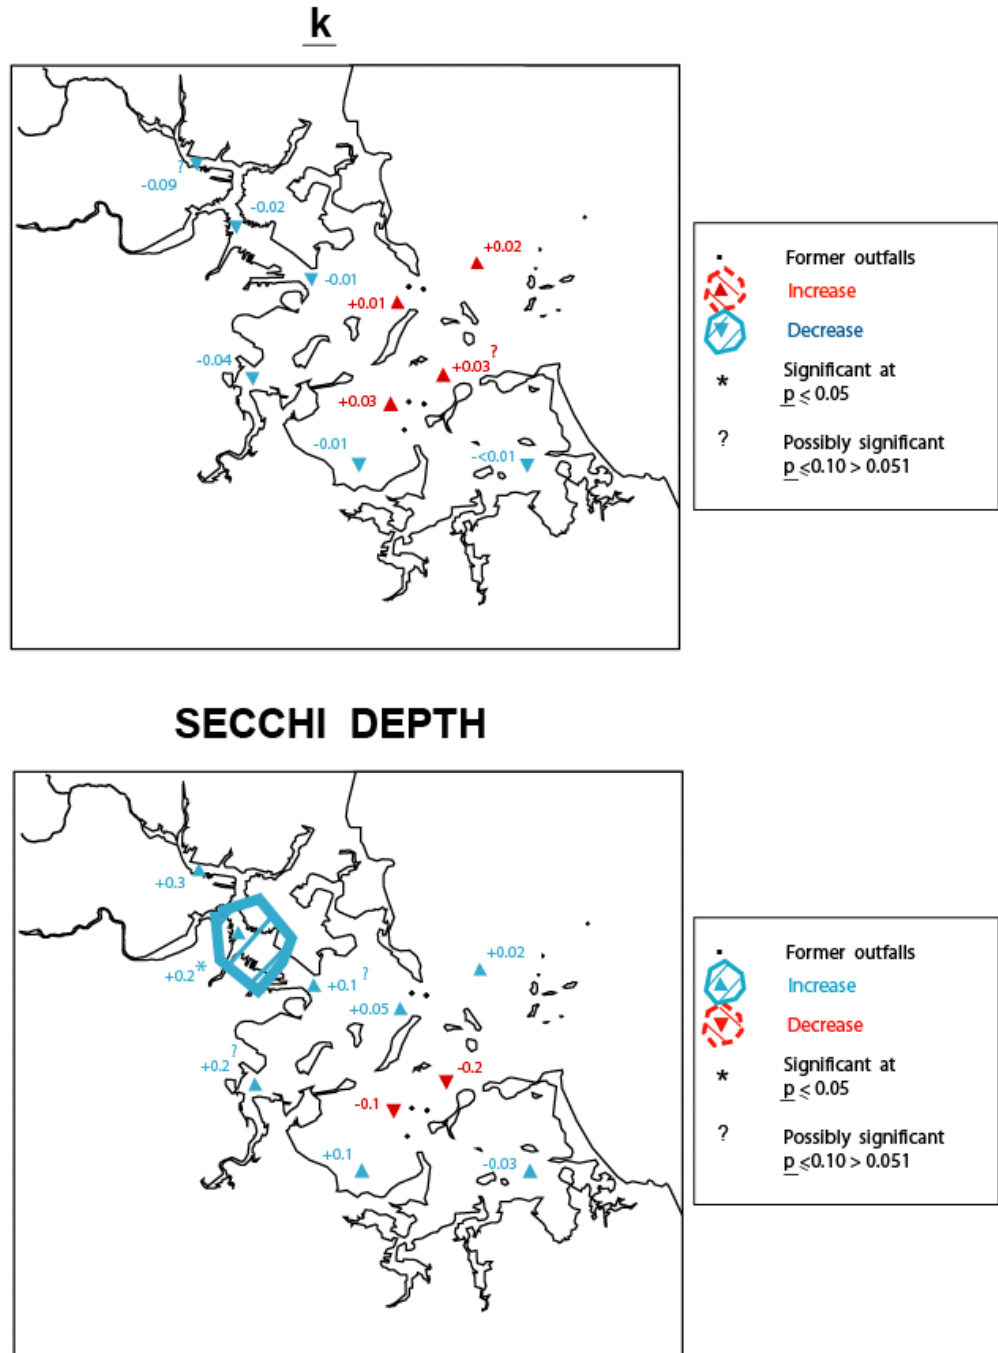 k
?
-0.09
-0.02
+0.02
-0.01
+0.01
?
+0.03
-0.04
+0.03
-0.01
-<0.01
Former outfalls
Increase
Decrease
* Significant at
p ≤ 0.05
? Possibly significant
p ≤0.10 > 0.051
SECCHI DEPTH
+0.3
+0.2*
+0.02
+0.1 ?
+0.05
?
+0.2
-0.2
-0.1
+0.1
-0.03
Former outfalls
Increase
Decrease
* Significant at
p ≤ 0.05
? Possibly significant
p ≤0.10 > 0.051